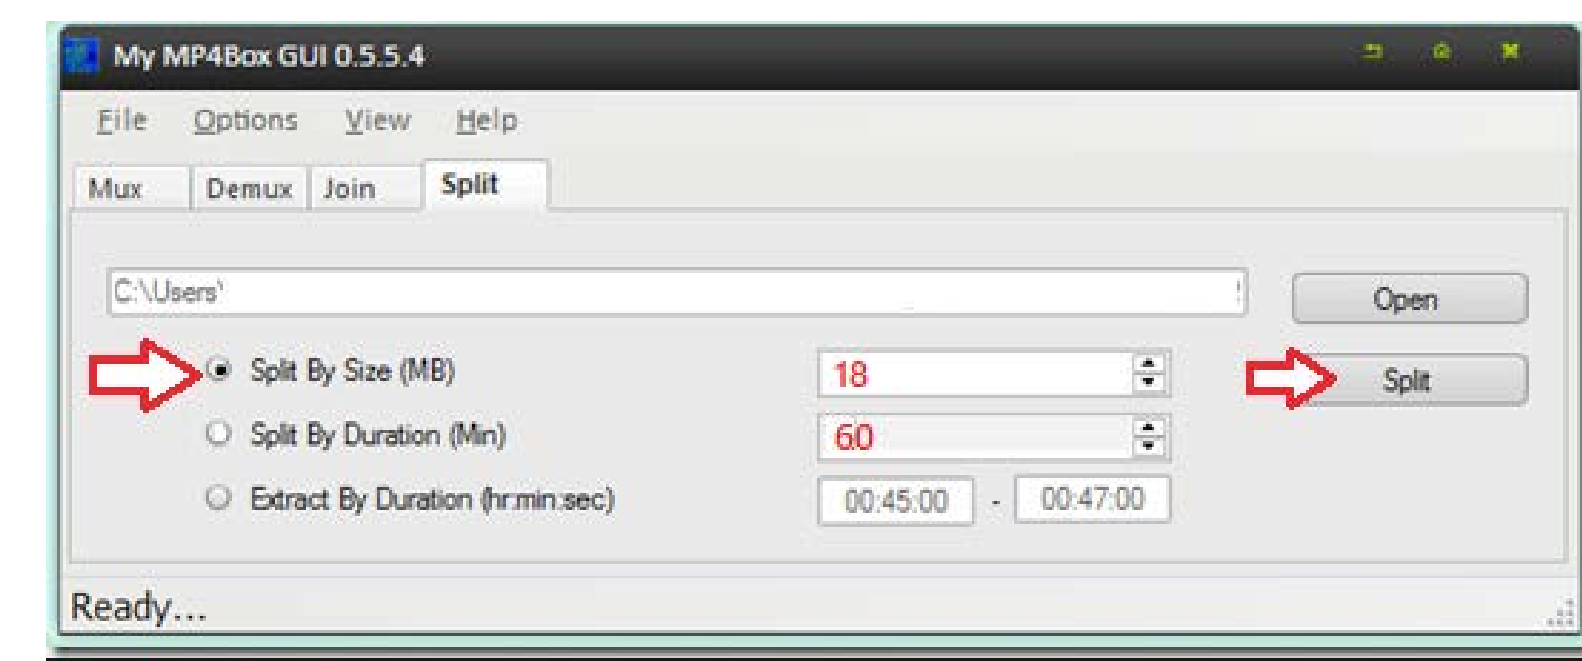 My MP4Box GUI 0.5.5.4
File Options View Help
Mux Demux Join Split
C:\Users'
Open
Split By Size (MB) 18 Split
Split By Duration (Min) 60
Extract By Duration (hr:min:sec) 00:45:00 - 00:47:00
Ready...